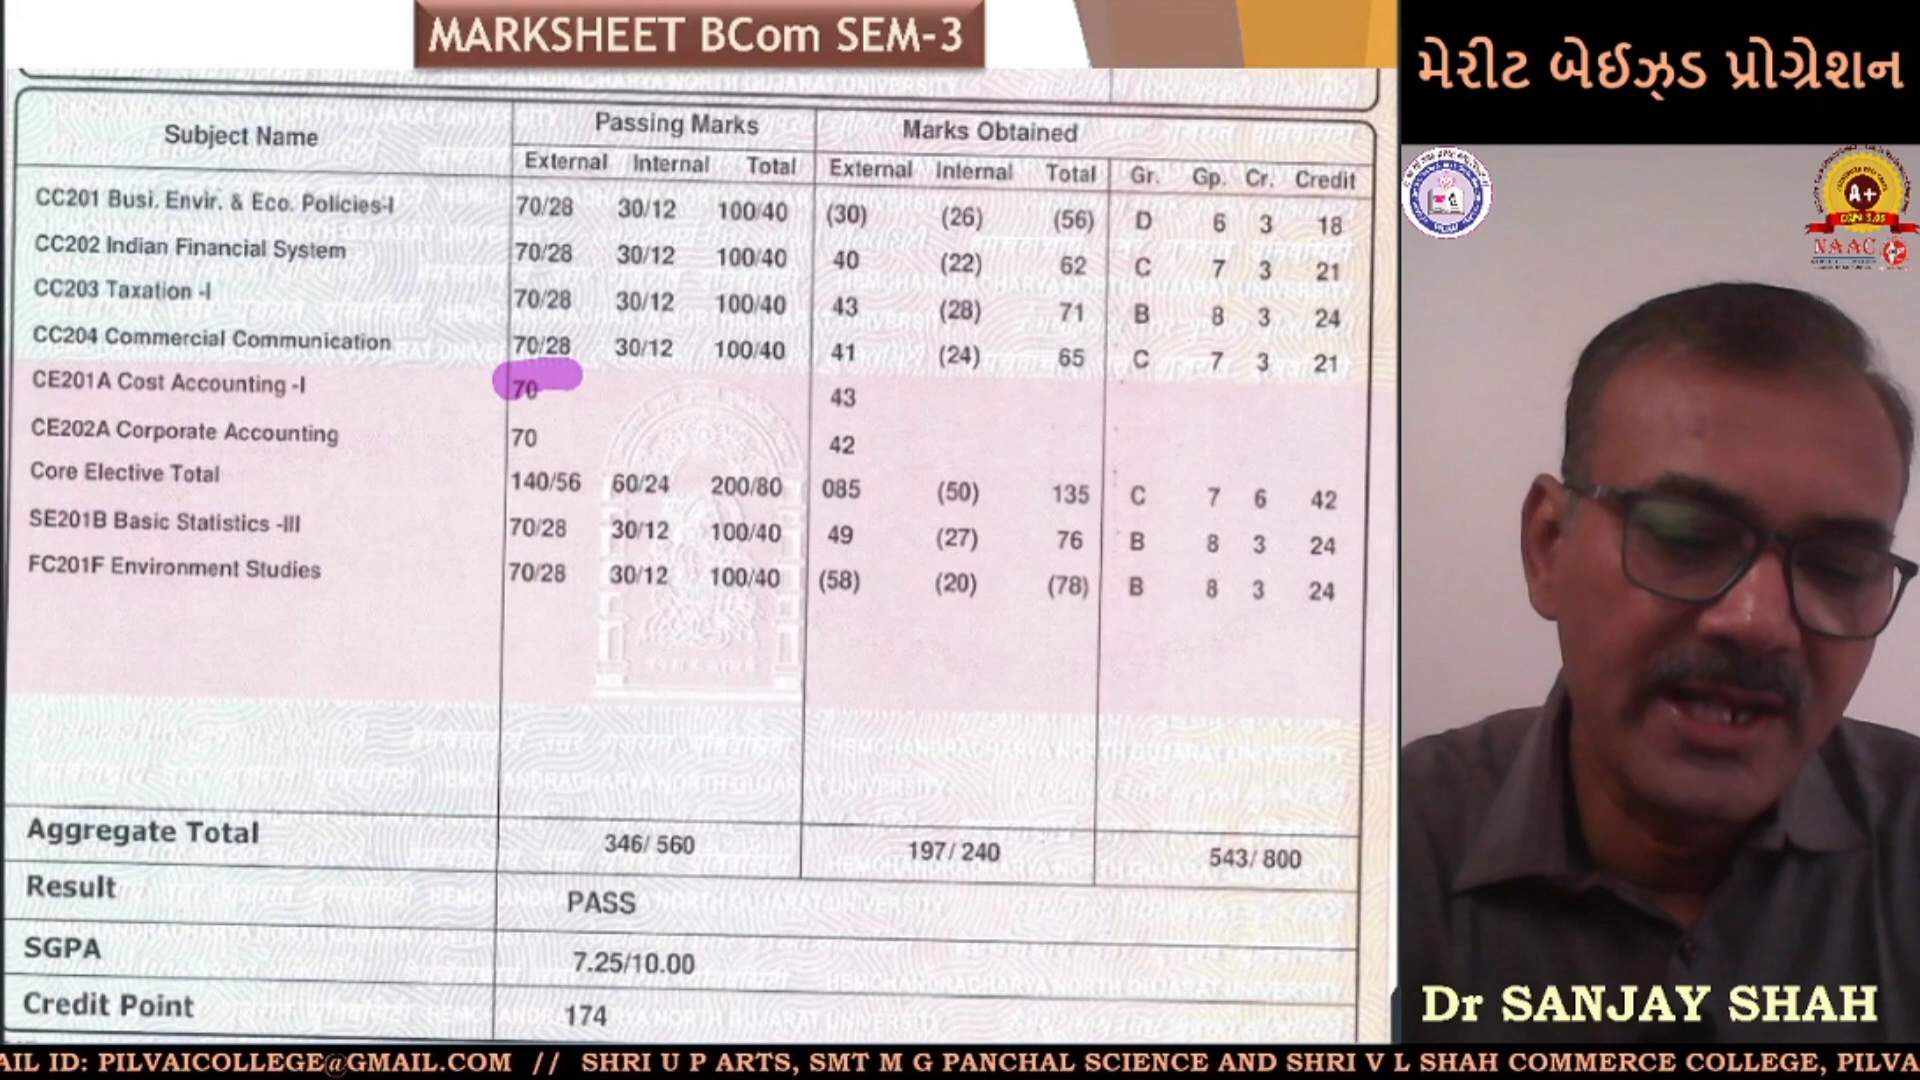 MARKSHEET BCom SEM-3
મેરીટ બેઈઝ્ડ પ્રોગ્રેશન
Subject Name Passing Marks Marks Obtained
External Internal Total External Internal Total Gr. Gp. Cr. Credit
CC201 Busi. Envir. & Eco. Policies-I 70/28 30/12 100/40 (30) (26) (56) D 6 3 18
CC202 Indian Financial System 70/28 30/12 100/40 40 (22) 62 C 7 3 21
CC203 Taxation -I 70/28 30/12 100/40 43 (28) 71 B 8 3 24
CC204 Commercial Communication 70/28 30/12 100/40 41 (24) 65 C 7 3 21
CE201A Cost Accounting -I 70 43
CE202A Corporate Accounting 70 42
Core Elective Total 140/56 60/24 200/80 085 (50) 135 C 7 6 42
SE201B Basic Statistics -III 70/28 30/12 100/40 49 (27) 76 B 8 3 24
FC201F Environment Studies 70/28 30/12 100/40 (58) (20) (78) B 8 3 24
HEMCHANDRACHARYA NORTH GUJARAT UNIVERSITY
Aggregate Total 346/ 560 197/ 240 543/ 800
Result PASS
SGPA 7.25/10.00
Credit Point 174
A+
NAAC
Dr SANJAY SHAH
AIL ID: PILVAICOLLEGE@GMAIL.COM // SHRI U P ARTS, SMT M G PANCHAL SCIENCE AND SHRI V L SHAH COMMERCE COLLEGE, PILVA